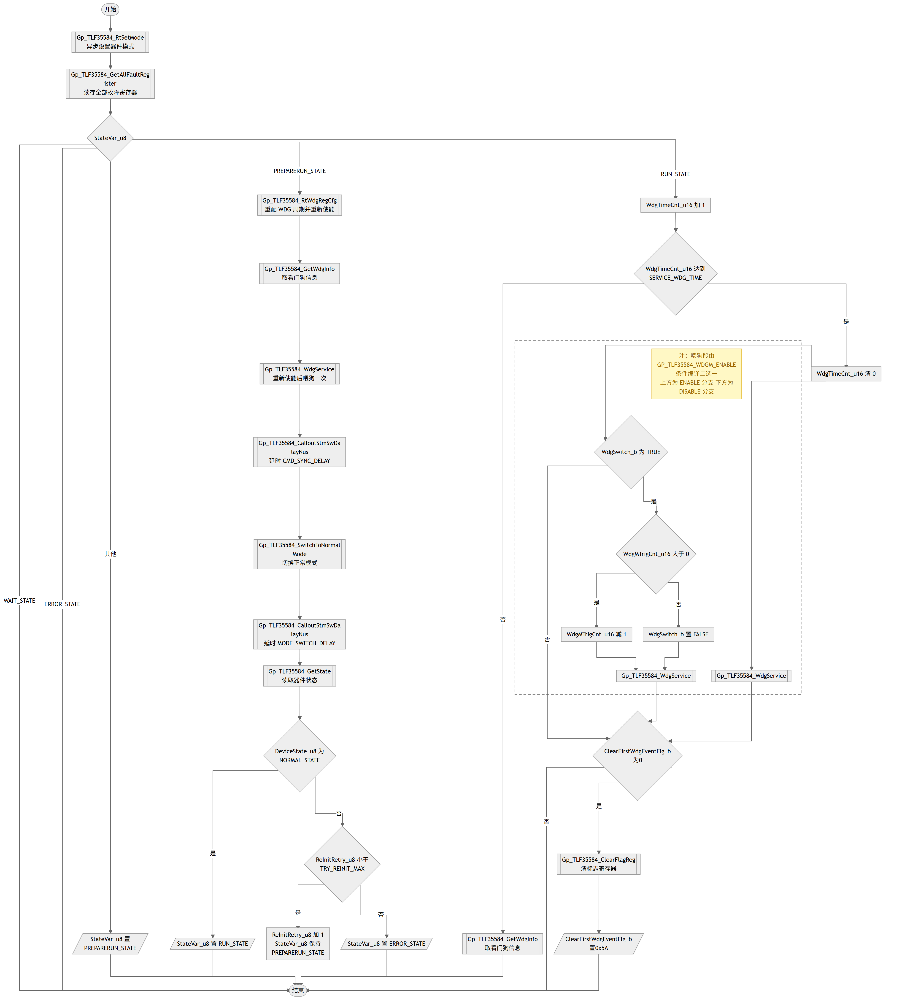 开始
Gp_TLF35584_RtSetMode
异步设置器件模式
Gp_TLF35584_GetAllFaultReg
ister
读存全部故障寄存器
StateVar_u8
WAIT_STATE
ERROR_STATE
其他
PREPARERUN_STATE
RUN_STATE
StateVar_u8 置
PREPARERUN_STATE
Gp_TLF35584_RtWdgRegCfg
重配 WDG 周期并重新使能
Gp_TLF35584_GetWdgInfo
取看门狗信息
Gp_TLF35584_WdgService
重新使能后喂狗一次
Gp_TLF35584_CalloutStmSwDa
layNus
延时 CMD_SYNC_DELAY
Gp_TLF35584_SwitchToNormal
Mode
切换正常模式
Gp_TLF35584_CalloutStmSwDa
layNus
延时 MODE_SWITCH_DELAY
Gp_TLF35584_GetState
读取器件状态
DeviceState_u8 为
NORMAL_STATE
是
否
StateVar_u8 置 RUN_STATE
ReInitRetry_u8 小于
TRY_REINIT_MAX
是
否
ReInitRetry_u8 加 1
StateVar_u8 保持
PREPARERUN_STATE
StateVar_u8 置 ERROR_STATE
WdgTimeCnt_u16 加 1
WdgTimeCnt_u16 达到
SERVICE_WDG_TIME
否
是
Gp_TLF35584_GetWdgInfo
取看门狗信息
WdgTimeCnt_u16 清 0
注：喂狗段由
GP_TLF35584_WDGM_ENABLE
条件编译二选一
上方为 ENABLE 分支 下方为
DISABLE 分支
WdgSwitch_b 为 TRUE
否
是
WdgMTrigCnt_u16 大于 0
是
否
WdgMTrigCnt_u16 减 1
WdgSwitch_b 置 FALSE
Gp_TLF35584_WdgService
Gp_TLF35584_WdgService
ClearFirstWdgEventFlg_b
为0
否
是
Gp_TLF35584_ClearFlagReg
清标志寄存器
ClearFirstWdgEventFlg_b
置0x5A
结束